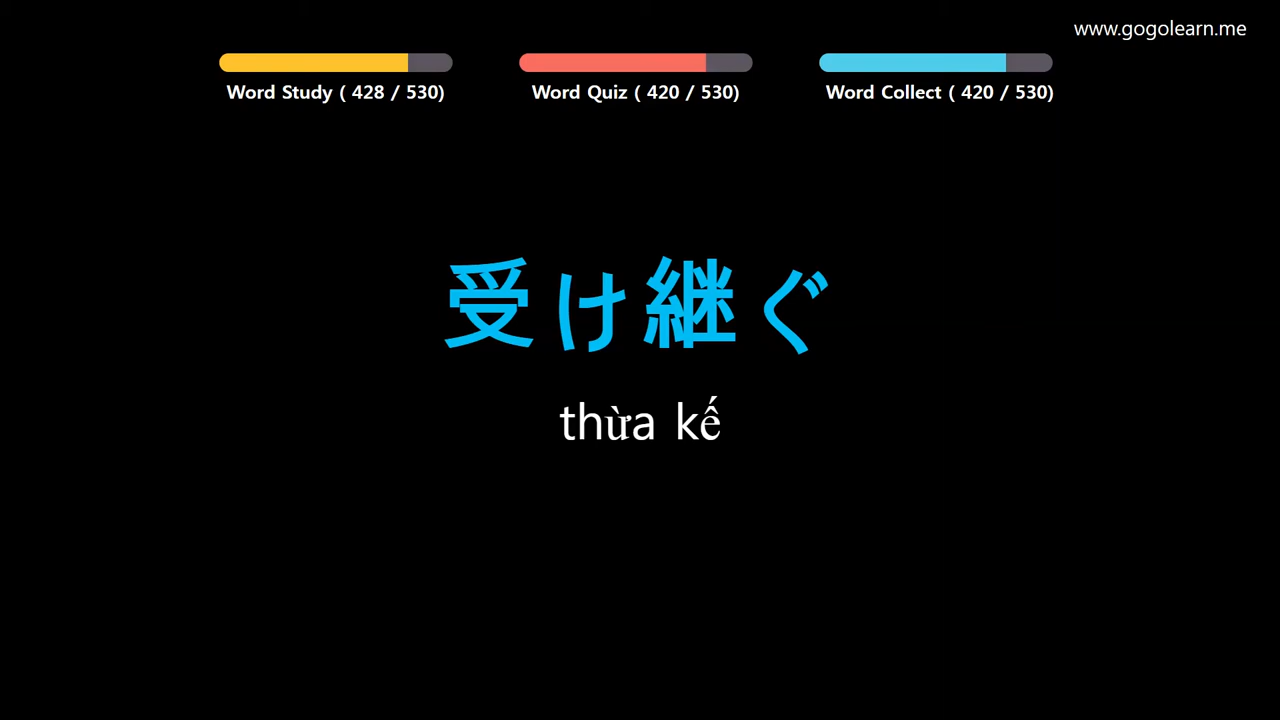 www.gogolearn.me
Word Study ( 428 / 530)
Word Quiz ( 420 / 530)
Word Collect ( 420 / 530)
受け継ぐ
thừa kế